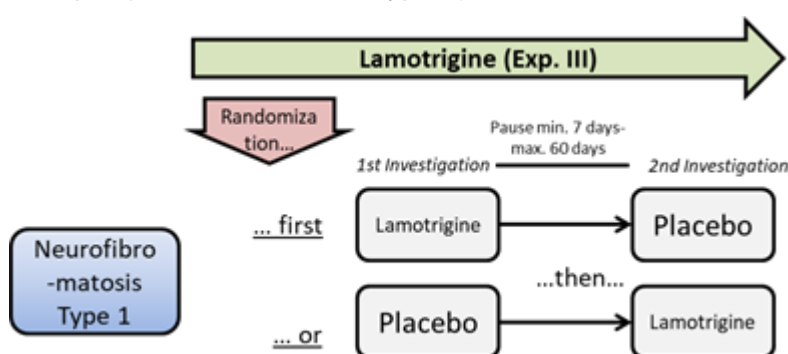 Lamotrigine (Exp. III)
Randomiza
tion...
Pause min. 7 days-
max. 60 days
1st Investigation
2nd Investigation
... first
Lamotrigine
Placebo
Neurofibro
-matosis
Type 1
...then...
... or
Placebo
Lamotrigine